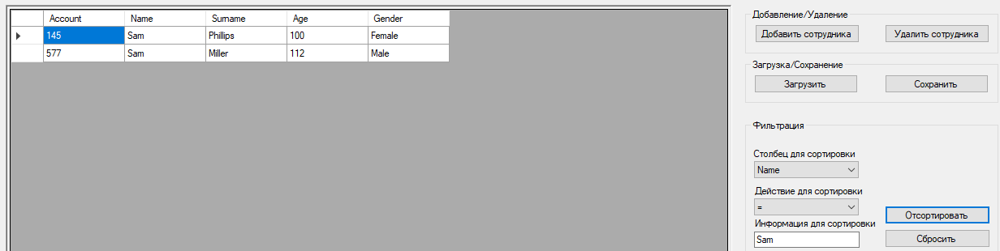 Account Name Surname Age Gender
145 Sam Phillips 100 Female
577 Sam Miller 112 Male
Добавление/Удаление
Добавить сотрудника Удалить сотрудника
Загрузка/Сохранение
Загрузить Сохранить
Фильтрация
Столбец для сортировки
Name
Действие для сортировки
=
Отсортировать
Информация для сортировки
Sam Сбросить